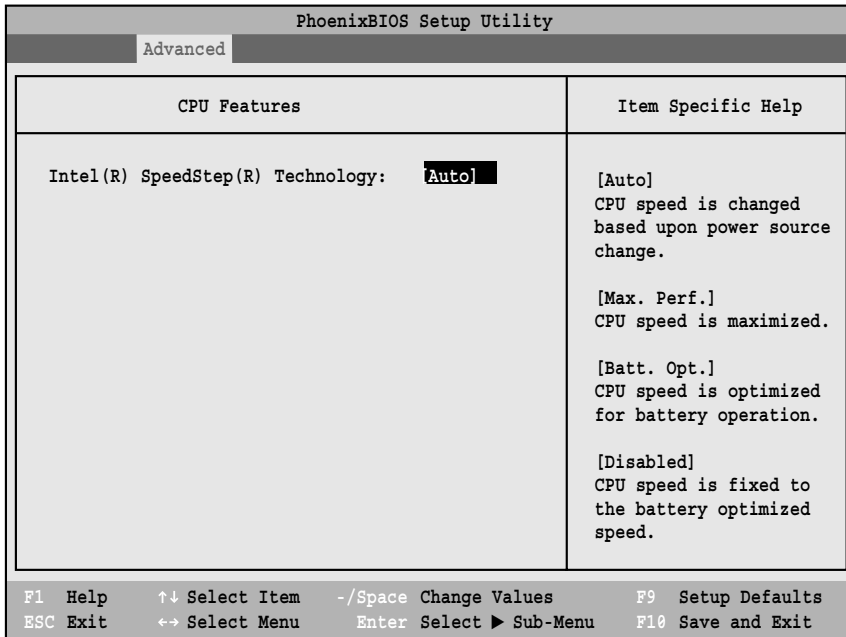 PhoenixBIOS Setup Utility
Advanced
CPU Features
Item Specific Help
Intel(R) SpeedStep(R) Technology: [Auto]
[Auto]
CPU speed is changed
based upon power source
change.
[Max. Perf.]
CPU speed is maximized.
[Batt. Opt.]
CPU speed is optimized
for battery operation.
[Disabled]
CPU speed is fixed to
the battery optimized
speed.
F1 Help ↑↓ Select Item -/Space Change Values F9 Setup Defaults
ESC Exit ←→ Select Menu Enter Select ▶ Sub-Menu F10 Save and Exit